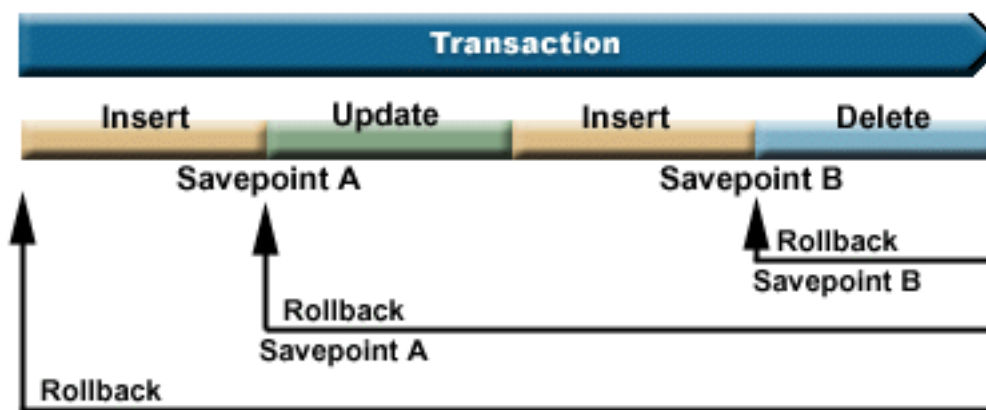 Transaction
Insert Update Insert Delete
Savepoint A Savepoint B
Rollback
Savepoint B
Rollback
Savepoint A
Rollback